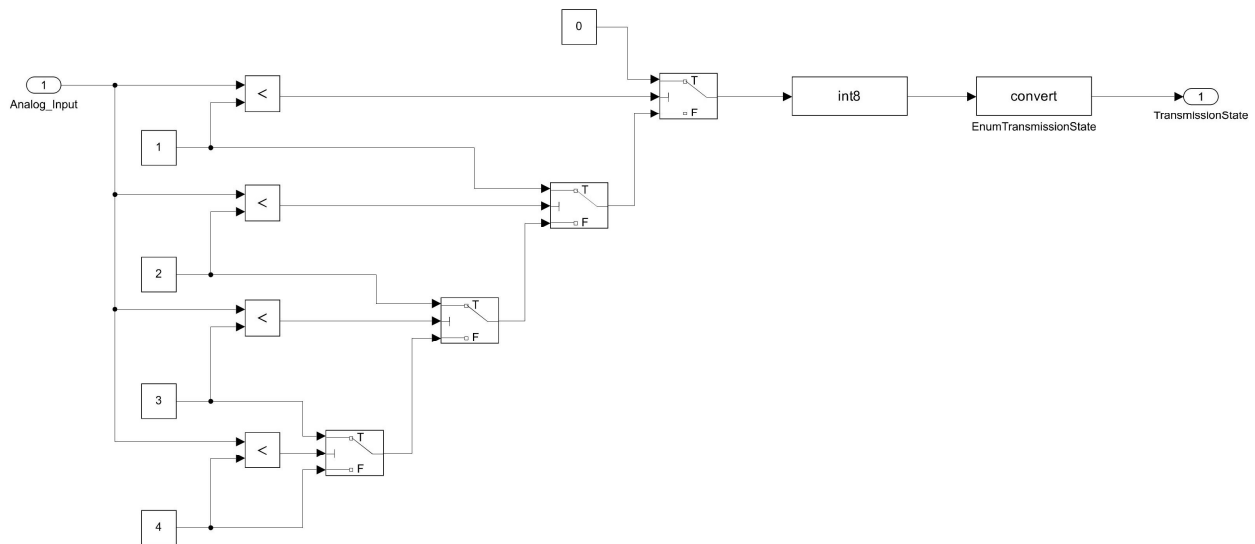 0
1
Analog_Input
<
T
F
int8
convert
EnumTransmissionState
1
TransmissionState
1
<
T
F
2
<
T
F
3
<
T
F
4